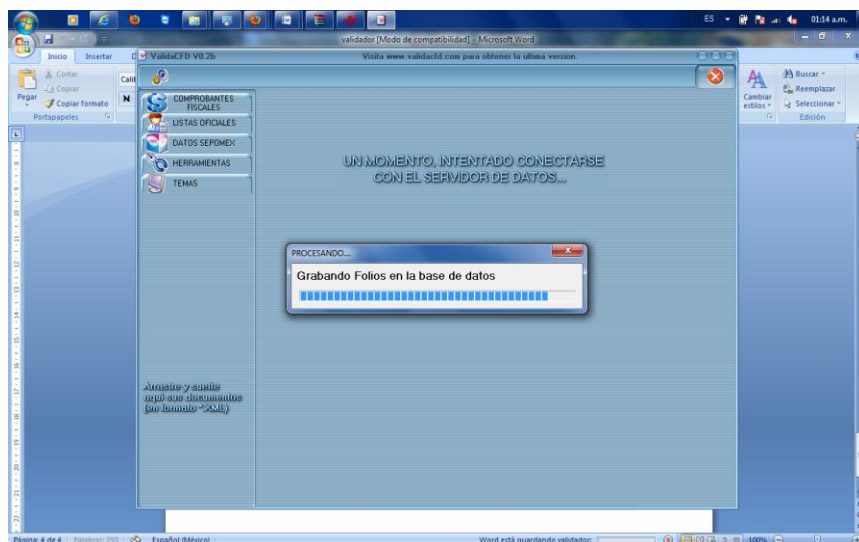 ES
01:14 a.m.
validador [Modo de compatibilidad] - Microsoft Word
Inicio
Insertar
Cortar
Copiar
Copiar formato
Pegar
Portapapeles
Cali
N
ValidaCFD V0.2b
Visita www.validacfd.com para obtener la ultima version.
Cambiar
estilos
Buscar
Reemplazar
Seleccionar
Edición
COMPROBANTES
FISCALES
LISTAS OFICIALES
DATOS SEPOMEX
HERRAMIENTAS
TEMAS
UN MOMENTO, INTENTADO CONECTARSE
CON EL SERVIDOR DE DATOS...
PROCESANDO...
Grabando Folios en la base de datos
Arrastre y suelte
aquí sus documentos
(en formato *.XML)
Página: 4 de 4
Palabras: 255
Español (México)
Word está guardando validador:
100%